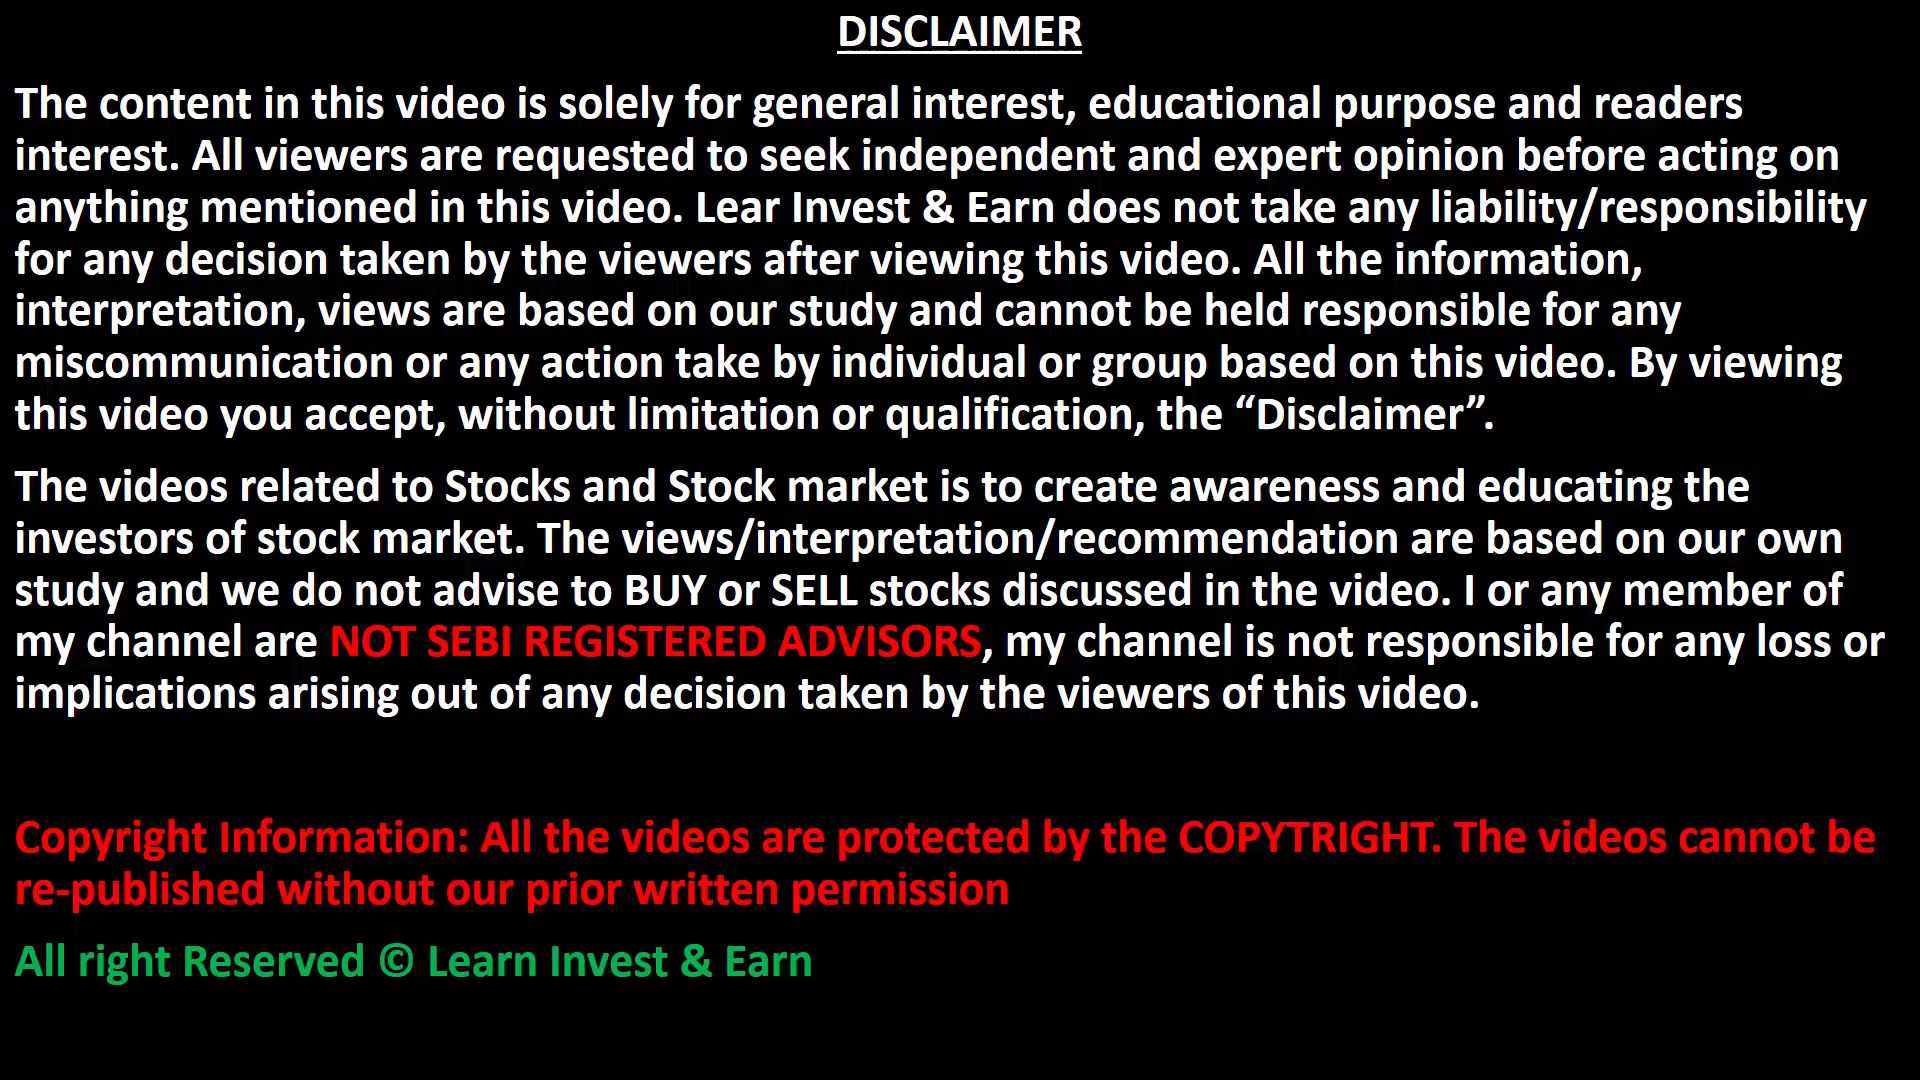 DISCLAIMER
The content in this video is solely for general interest, educational purpose and readers
interest. All viewers are requested to seek independent and expert opinion before acting on
anything mentioned in this video. Lear Invest & Earn does not take any liability/responsibility
for any decision taken by the viewers after viewing this video. All the information,
interpretation, views are based on our study and cannot be held responsible for any
miscommunication or any action take by individual or group based on this video. By viewing
this video you accept, without limitation or qualification, the “Disclaimer”.
The videos related to Stocks and Stock market is to create awareness and educating the
investors of stock market. The views/interpretation/recommendation are based on our own
study and we do not advise to BUY or SELL stocks discussed in the video. I or any member of
my channel are NOT SEBI REGISTERED ADVISORS, my channel is not responsible for any loss or
implications arising out of any decision taken by the viewers of this video.
Copyright Information: All the videos are protected by the COPYTRIGHT. The videos cannot be
re-published without our prior written permission
All right Reserved © Learn Invest & Earn